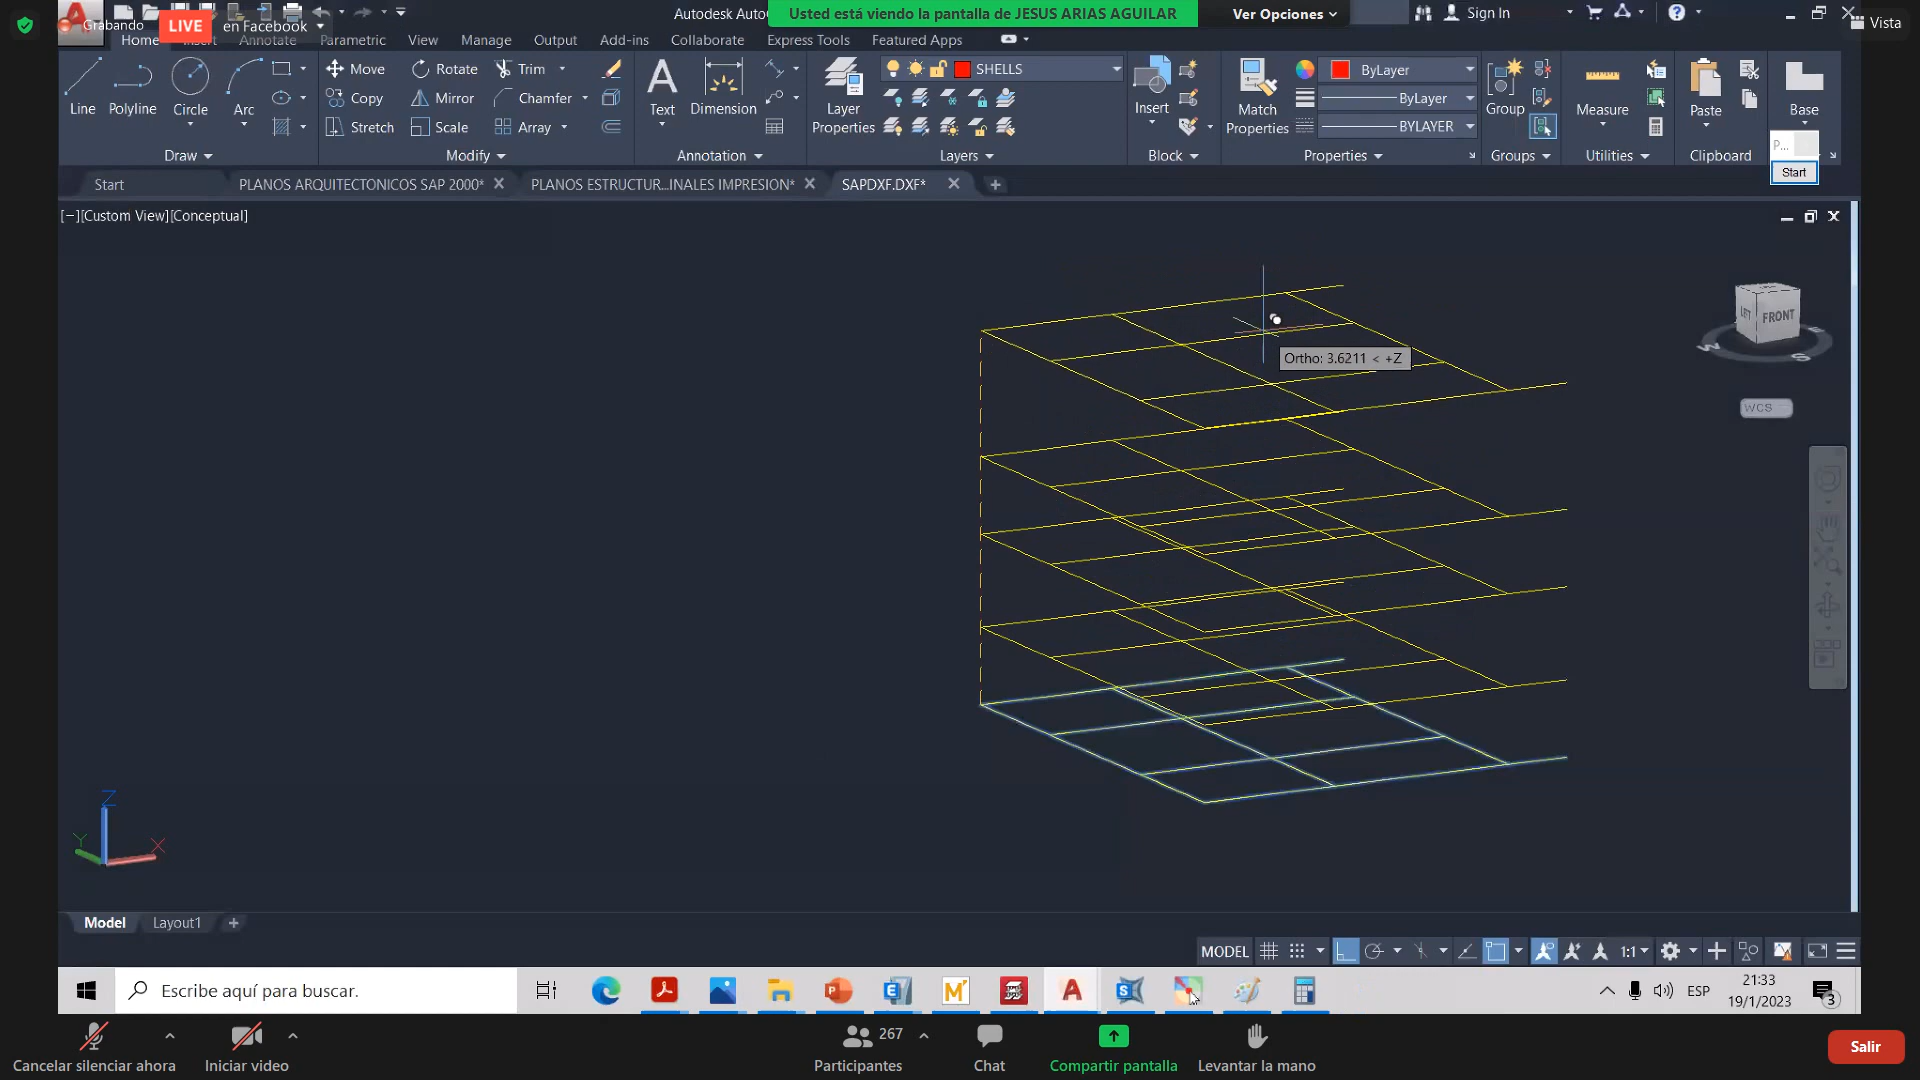 Grabando
LIVE
en Facebook
Autodesk Auto
Usted está viendo la pantalla de JESUS ARIAS AGUILAR
Ver Opciones
Sign In
Vista
Home
Insert
Annotate
Parametric
View
Manage
Output
Add-ins
Collaborate
Express Tools
Featured Apps
Line
Polyline
Circle
Arc
Move
Rotate
Trim
Copy
Mirror
Chamfer
Stretch
Scale
Array
Text
Dimension
Layer
Properties
SHELLS
Insert
Match
Properties
ByLayer
ByLayer
BYLAYER
Group
Measure
Paste
Base
Draw
Modify
Annotation
Layers
Block
Properties
Groups
Utilities
Clipboard
P...
Start
Start
PLANOS ARQUITECTONICOS SAP 2000*
PLANOS ESTRUCTUR...INALES IMPRESION*
SAPDXF.DXF*
[−][Custom View][Conceptual]
LEFT
FRONT
W
S
WCS
Ortho: 3.6211 < +Z
Z
Y
X
Model
Layout1
MODEL
1:1
Escribe aquí para buscar.
ESP
21:33
19/1/2023
3
Cancelar silenciar ahora
Iniciar video
Participantes
267
Chat
Compartir pantalla
Levantar la mano
Salir